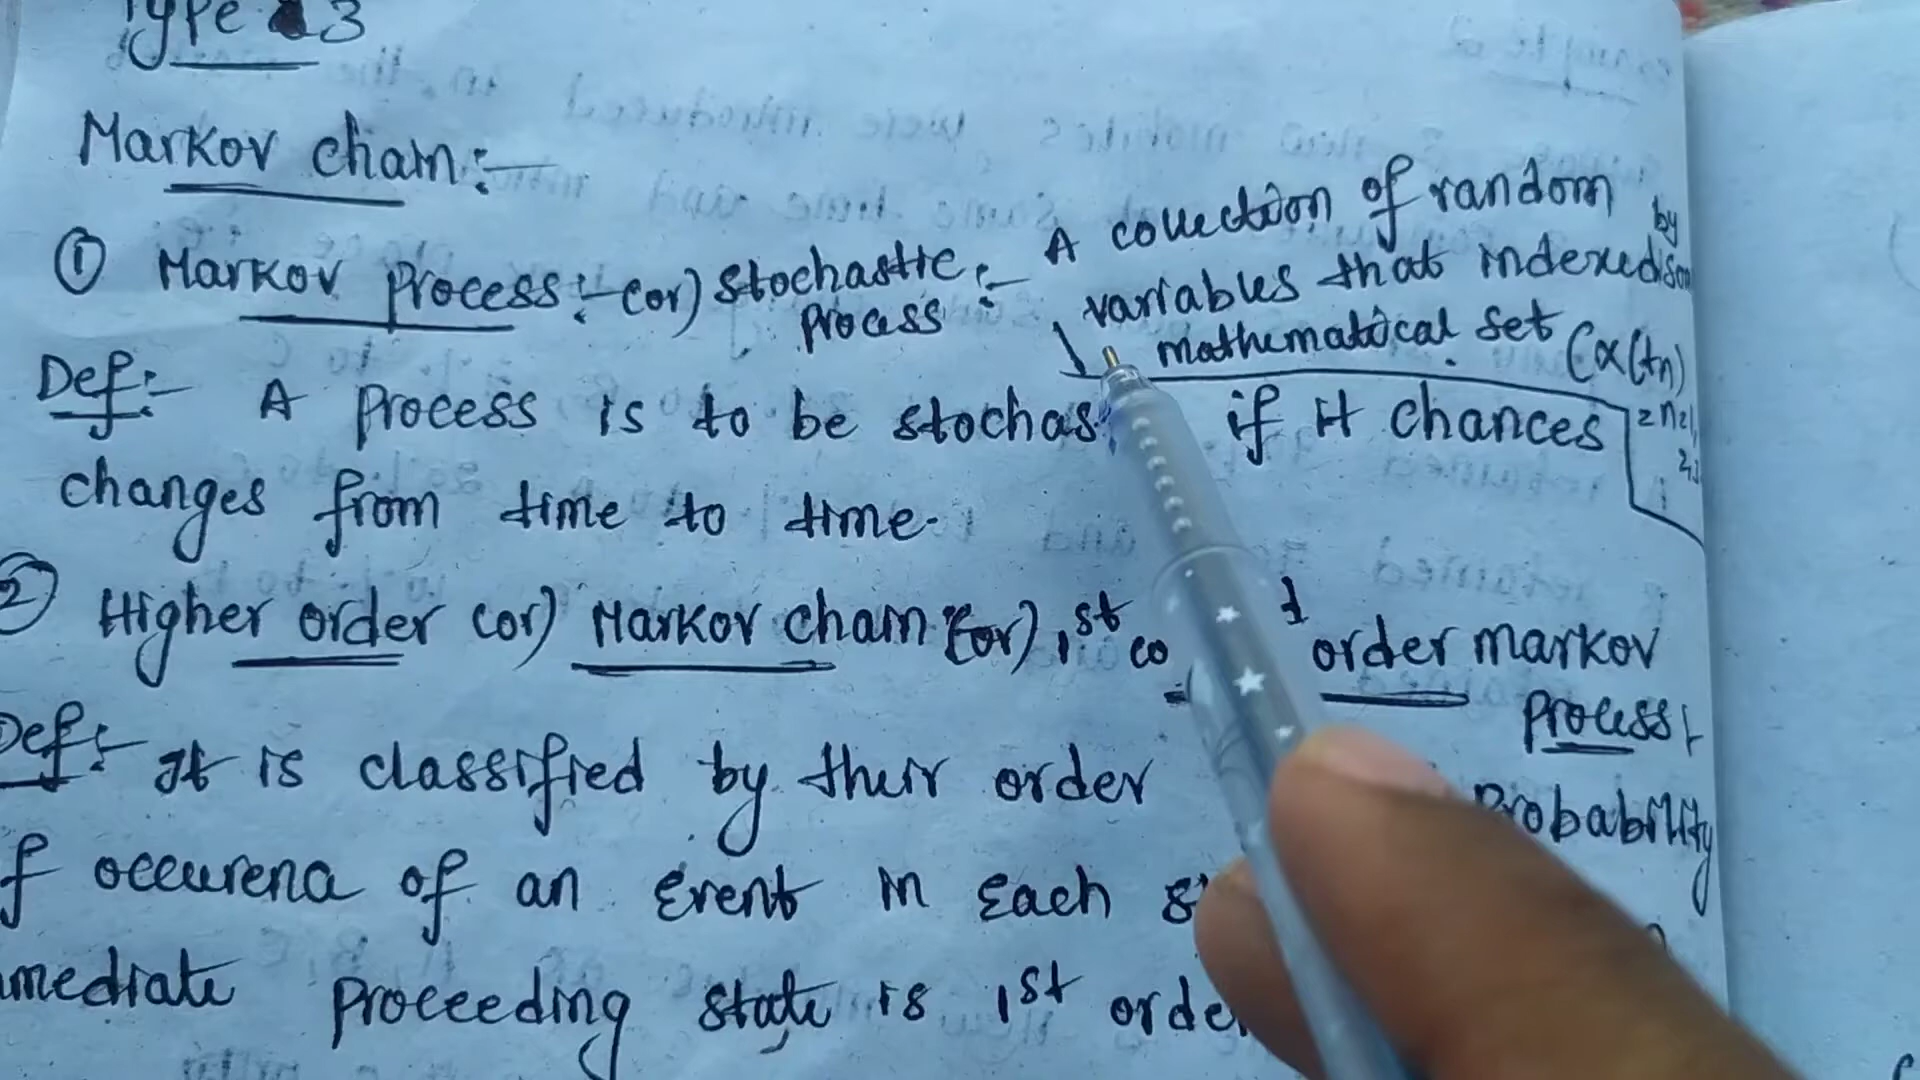 Type 3
Markov chain:-
① Markov Process:- (or) stochastic process :- A collection of random
variables that indexed by
mathematical set (x(tn)
Def:- A process is to be stochas if it chances
changes from time to time.
② Higher order (or) Markov chain (or) 1st order markov
Process:
Def:- It is classified by their order Probability
f occurena of an event in each
mediate proceeding state is 1st order